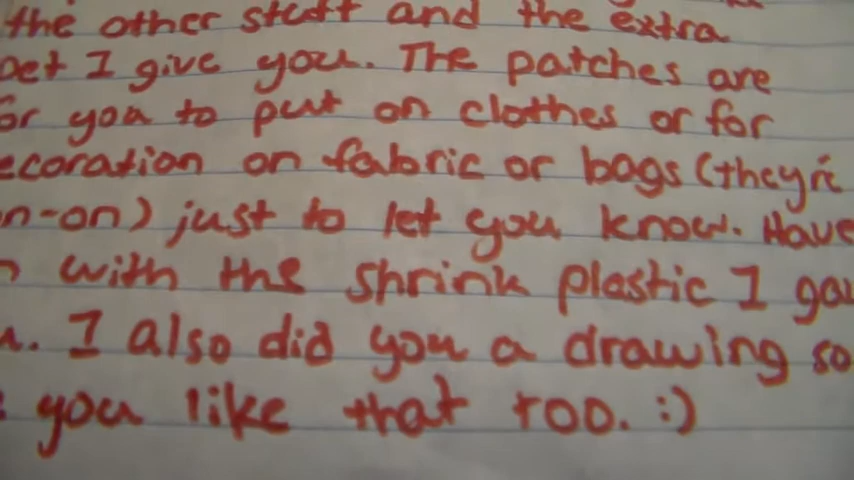 the other stuff and the extra
I give you. The patches are
for you to put on clothes or for
ecoration on fabric or bags (they're
n-on) just to let you know. Have
with the shrink plastic I gav
u. I also did you a drawing so
you like that too. :)